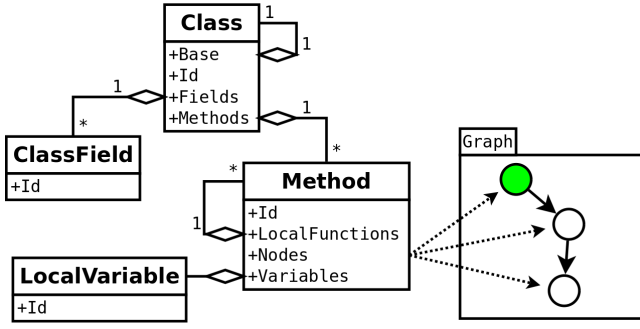 Class
1
+Base
1
+Id
+Fields
1
+Methods
1
*
*
ClassField
+Id
Graph
Method
*
+Id
1
+LocalFunctions
+Nodes
+Variables
LocalVariable
+Id